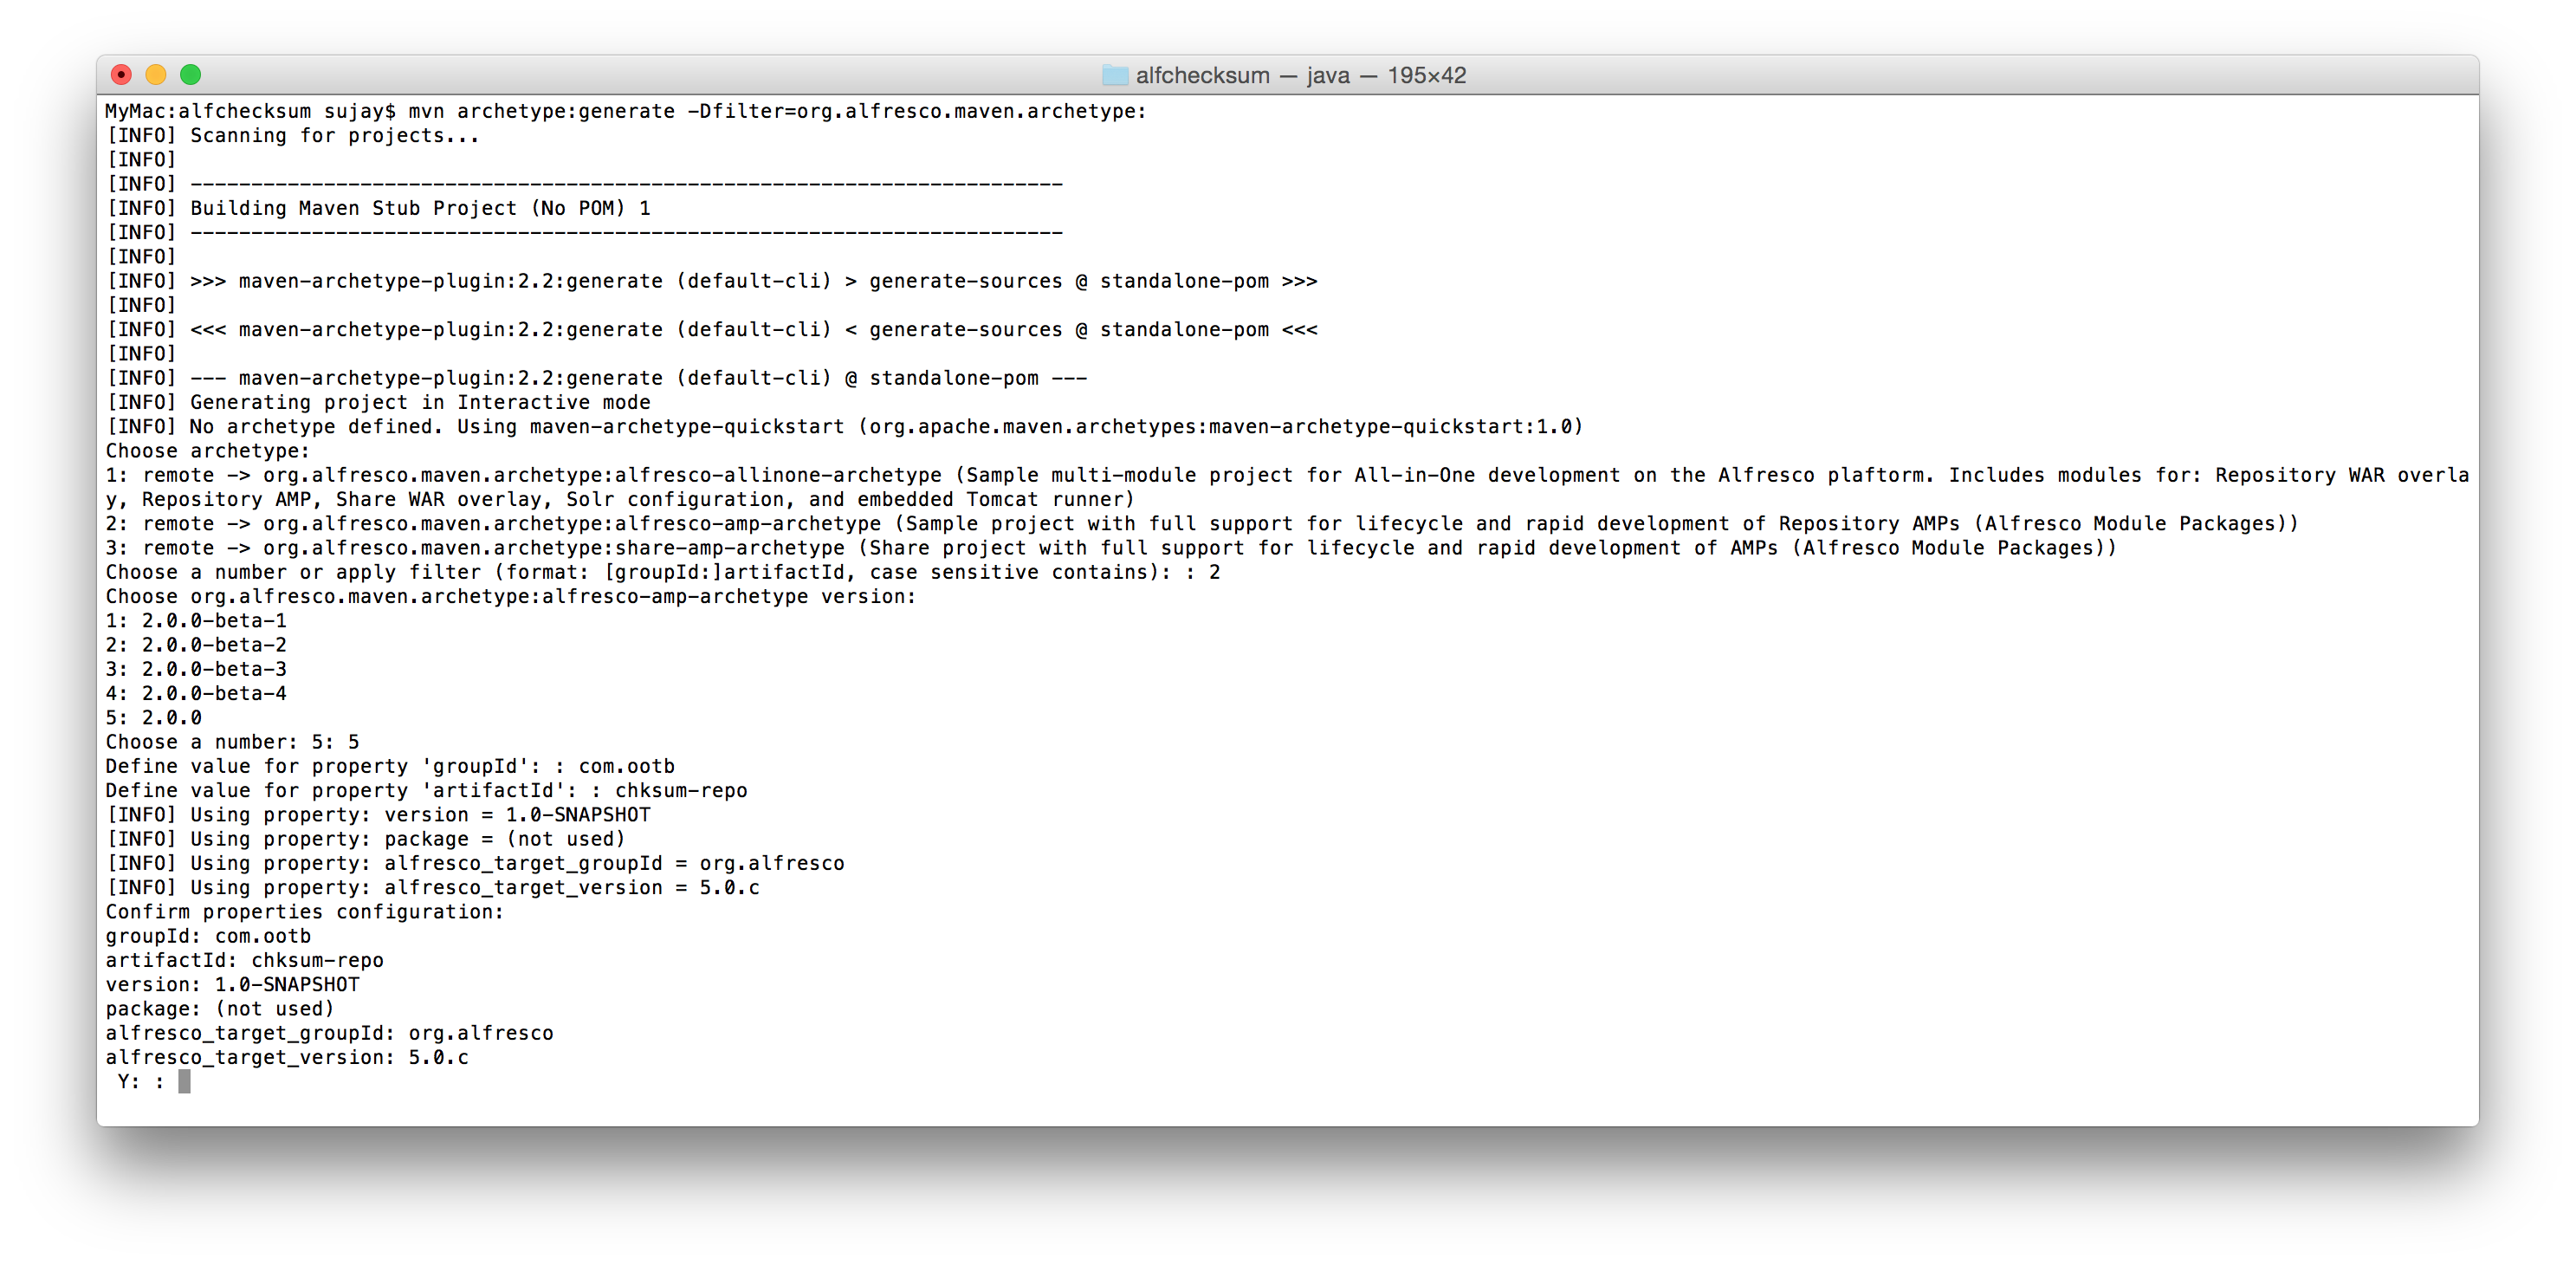 alfchecksum — java — 195×42
MyMac:alfchecksum sujay$ mvn archetype:generate -Dfilter=org.alfresco.maven.archetype:
[INFO] Scanning for projects...
[INFO]
[INFO] ------------------------------------------------------------------------
[INFO] Building Maven Stub Project (No POM) 1
[INFO] ------------------------------------------------------------------------
[INFO]
[INFO] >>> maven-archetype-plugin:2.2:generate (default-cli) > generate-sources @ standalone-pom >>>
[INFO]
[INFO] <<< maven-archetype-plugin:2.2:generate (default-cli) < generate-sources @ standalone-pom <<<
[INFO]
[INFO] --- maven-archetype-plugin:2.2:generate (default-cli) @ standalone-pom ---
[INFO] Generating project in Interactive mode
[INFO] No archetype defined. Using maven-archetype-quickstart (org.apache.maven.archetypes:maven-archetype-quickstart:1.0)
Choose archetype:
1: remote -> org.alfresco.maven.archetype:alfresco-allinone-archetype (Sample multi-module project for All-in-One development on the Alfresco plaftorm. Includes modules for: Repository WAR overla
y, Repository AMP, Share WAR overlay, Solr configuration, and embedded Tomcat runner)
2: remote -> org.alfresco.maven.archetype:alfresco-amp-archetype (Sample project with full support for lifecycle and rapid development of Repository AMPs (Alfresco Module Packages))
3: remote -> org.alfresco.maven.archetype:share-amp-archetype (Share project with full support for lifecycle and rapid development of AMPs (Alfresco Module Packages))
Choose a number or apply filter (format: [groupId:]artifactId, case sensitive contains): : 2
Choose org.alfresco.maven.archetype:alfresco-amp-archetype version:
1: 2.0.0-beta-1
2: 2.0.0-beta-2
3: 2.0.0-beta-3
4: 2.0.0-beta-4
5: 2.0.0
Choose a number: 5: 5
Define value for property 'groupId': : com.ootb
Define value for property 'artifactId': : chksum-repo
[INFO] Using property: version = 1.0-SNAPSHOT
[INFO] Using property: package = (not used)
[INFO] Using property: alfresco_target_groupId = org.alfresco
[INFO] Using property: alfresco_target_version = 5.0.c
Confirm properties configuration:
groupId: com.ootb
artifactId: chksum-repo
version: 1.0-SNAPSHOT
package: (not used)
alfresco_target_groupId: org.alfresco
alfresco_target_version: 5.0.c
Y: :